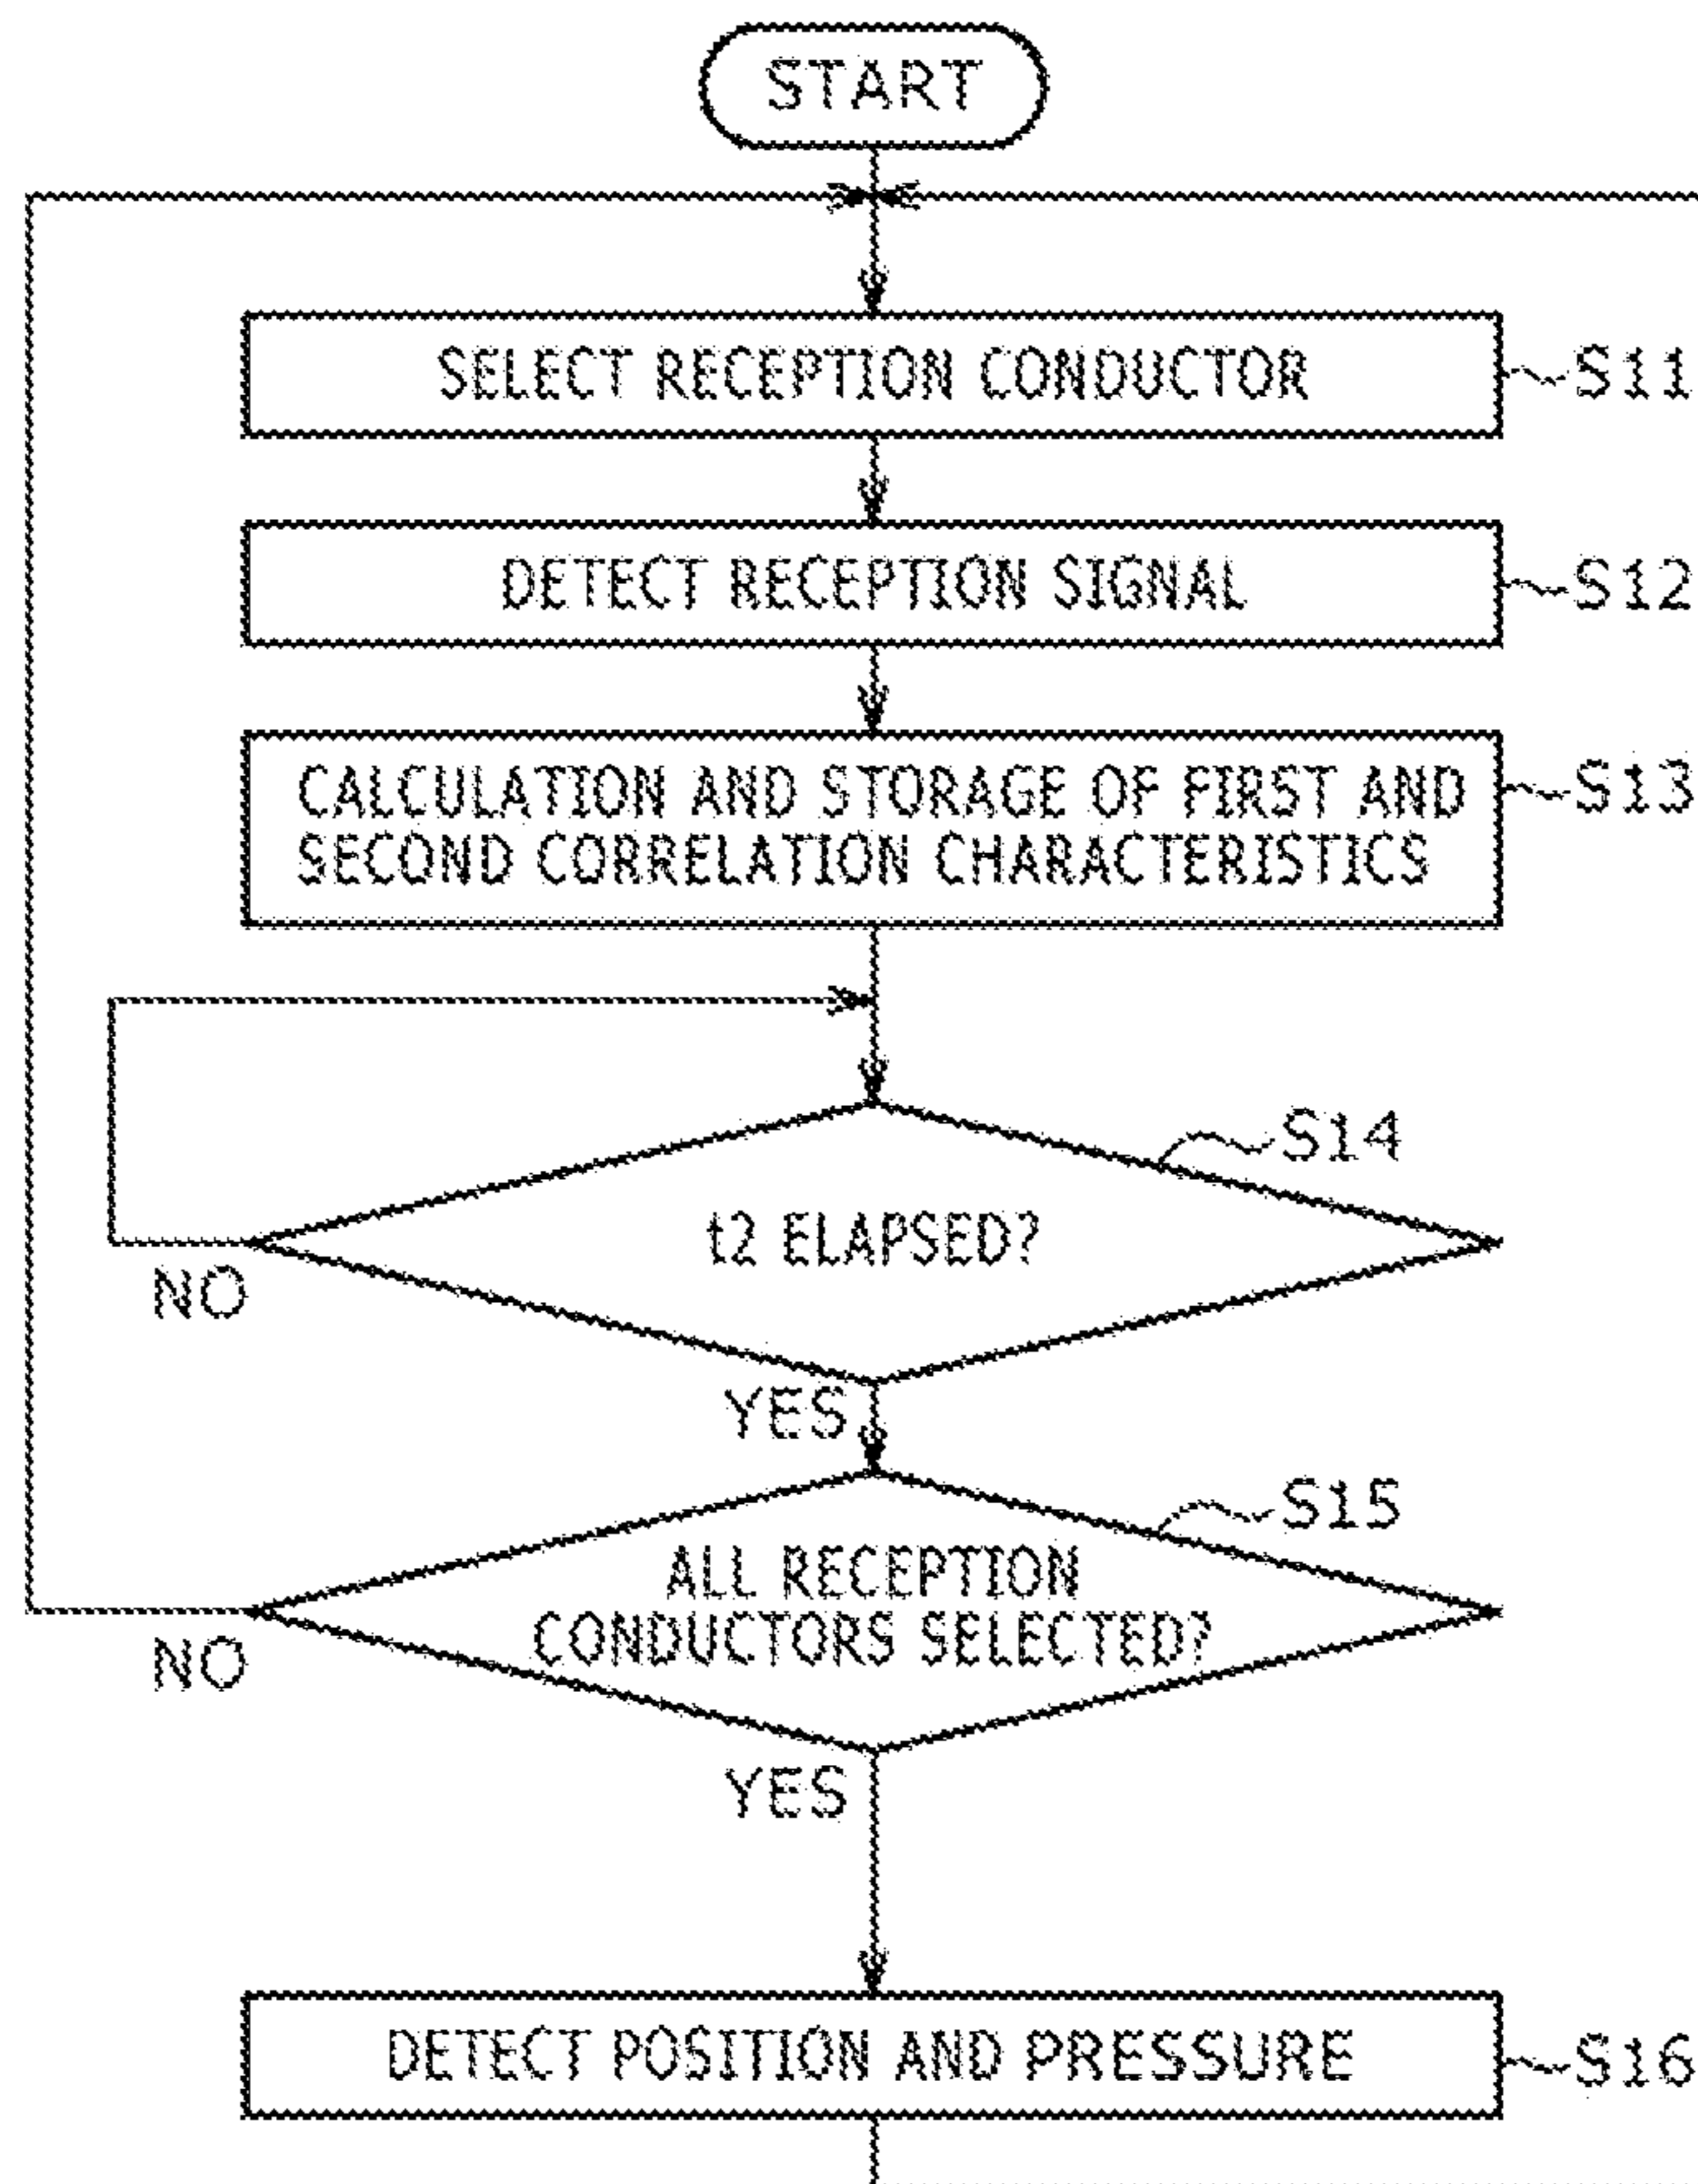 START
SELECT RECEPTION CONDUCTOR
S11
DETECT RECEPTION SIGNAL
S12
CALCULATION AND STORAGE OF FIRST AND
SECOND CORRELATION CHARACTERISTICS
S13
S14
t2 ELAPSED?
NO
YES
S15
ALL RECEPTION
CONDUCTORS SELECTED?
NO
YES
DETECT POSITION AND PRESSURE
S16